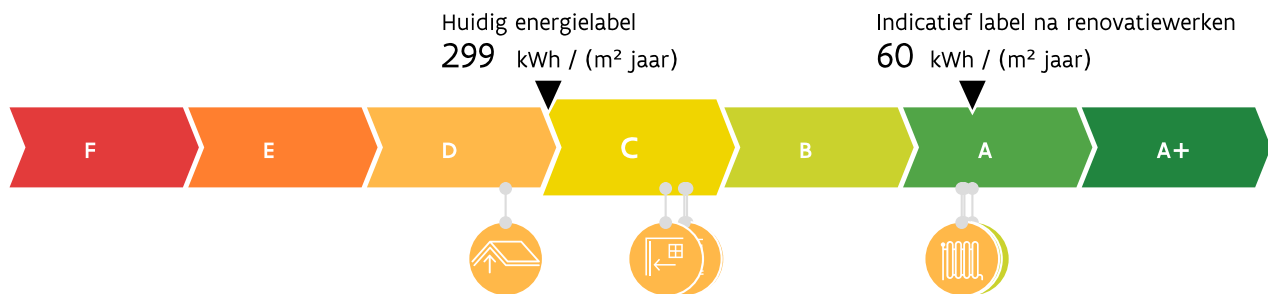 Huidig energielabel
299 kWh / (m² jaar)
Indicatief label na renovatiewerken
60 kWh / (m² jaar)
F E D C B A A+